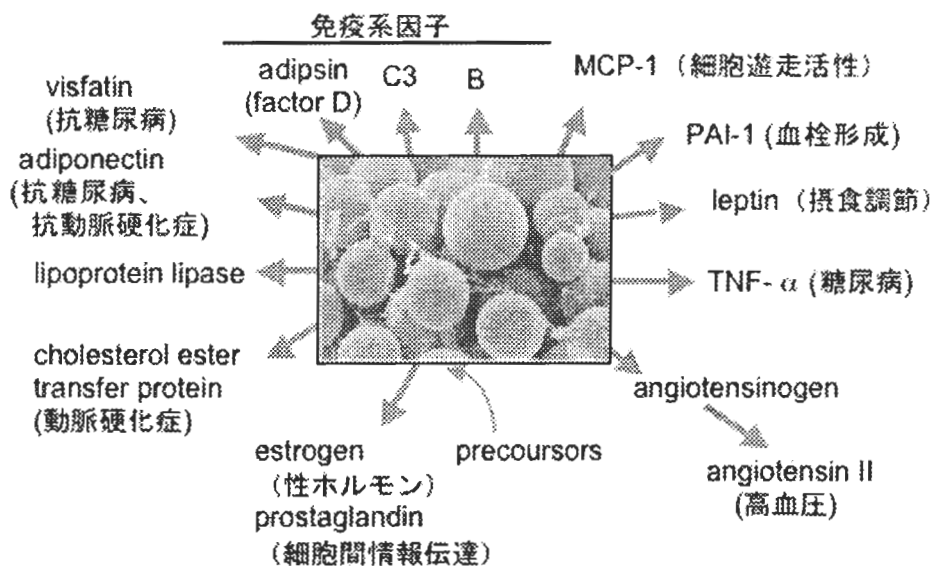 免疫系因子
adipsin
(factor D)
C3
B
MCP-1（細胞遊走活性）
visfatin
(抗糖尿病)
PAI-1 (血栓形成)
adiponectin
(抗糖尿病、
抗動脈硬化症)
leptin（摂食調節）
lipoprotein lipase
TNF- α (糖尿病)
cholesterol ester
transfer protein
(動脈硬化症)
angiotensinogen
estrogen
（性ホルモン）
prostaglandin
（細胞間情報伝達）
precoursors
angiotensin II
(高血圧)